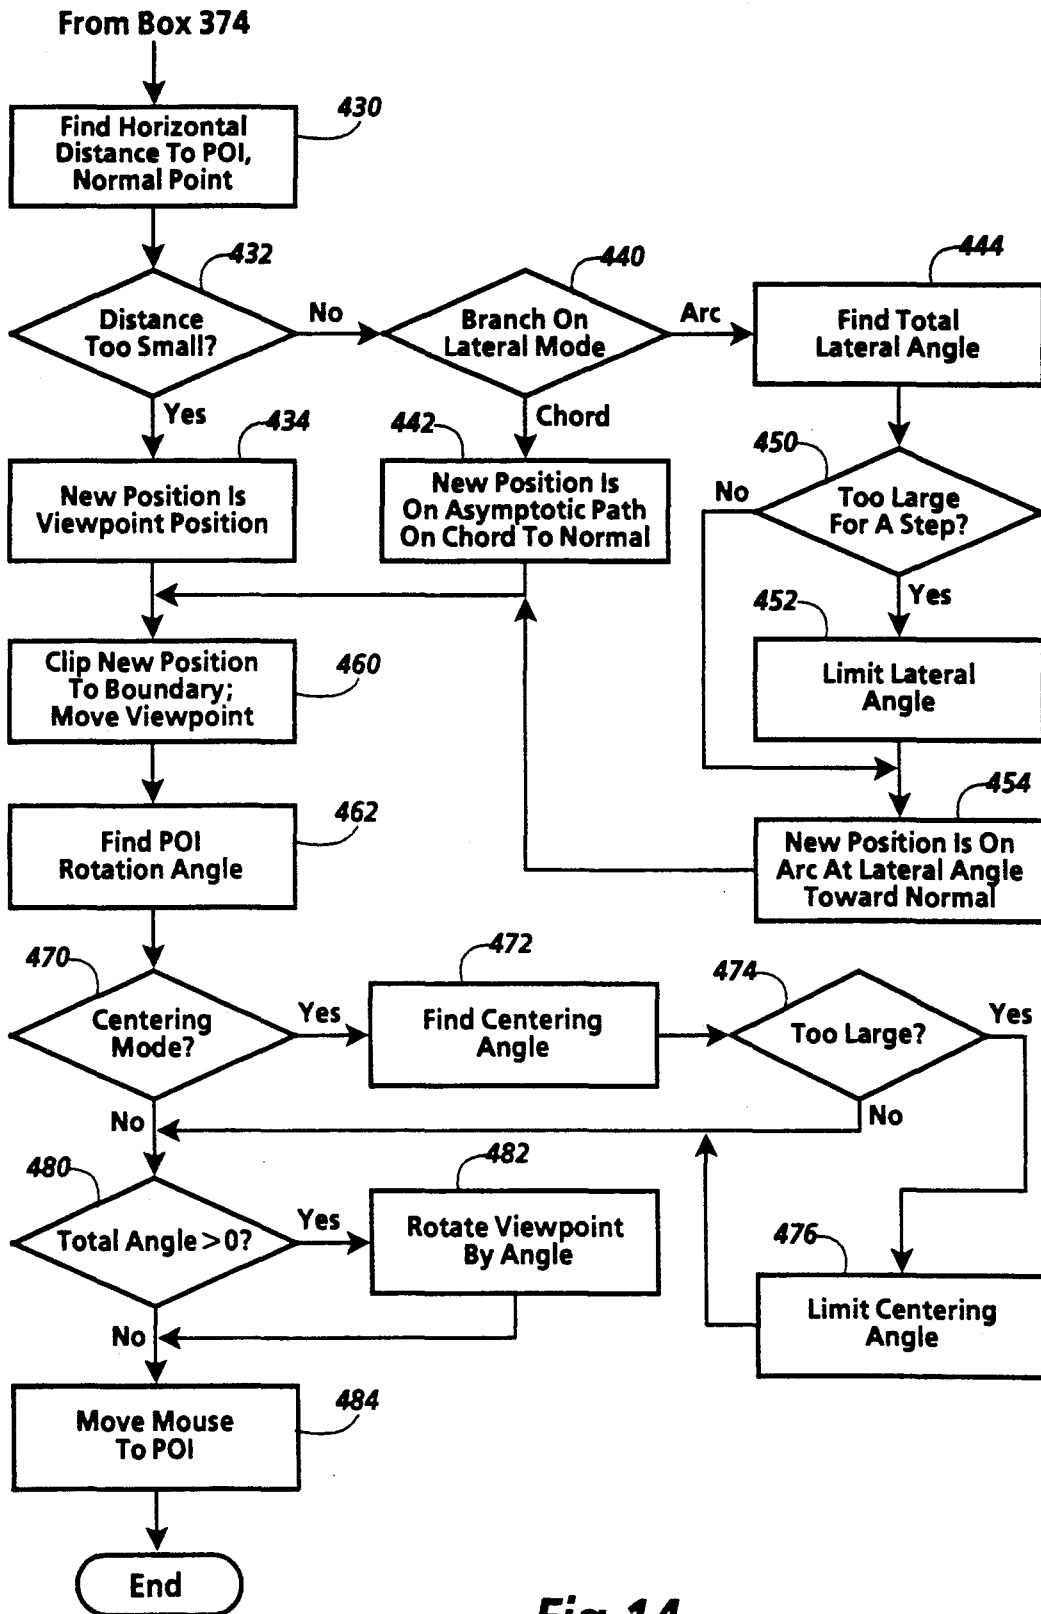 From Box 374
430
Find Horizontal
Distance To POI,
Normal Point
432
Distance
Too Small?
No
Yes
440
Branch On
Lateral Mode
Arc
Chord
444
Find Total
Lateral Angle
434
New Position Is
Viewpoint Position
442
New Position Is
On Asymptotic Path
On Chord To Normal
450
No
Too Large
For A Step?
Yes
452
Limit Lateral
Angle
454
New Position Is On
Arc At Lateral Angle
Toward Normal
460
Clip New Position
To Boundary;
Move Viewpoint
462
Find POI
Rotation Angle
470
Centering
Mode?
Yes
No
472
Find Centering
Angle
474
Too Large?
Yes
No
476
Limit Centering
Angle
480
Total Angle > 0?
Yes
No
482
Rotate Viewpoint
By Angle
484
Move Mouse
To POI
End
Fig. 14